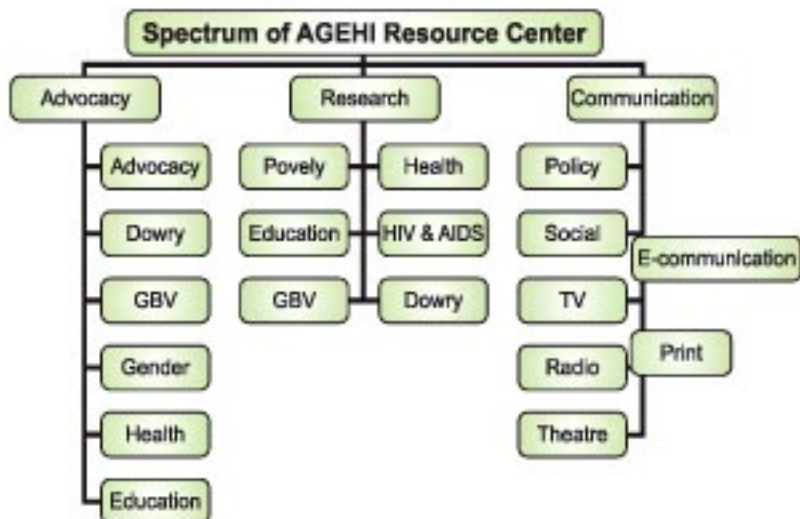 Spectrum of AGEHI Resource Center
Advocacy
Research
Communication
Advocacy
Dowry
GBV
Gender
Health
Education
Povely
Health
Education
HIV & AIDS
GBV
Dowry
Policy
Social
E-communication
TV
Print
Radio
Theatre